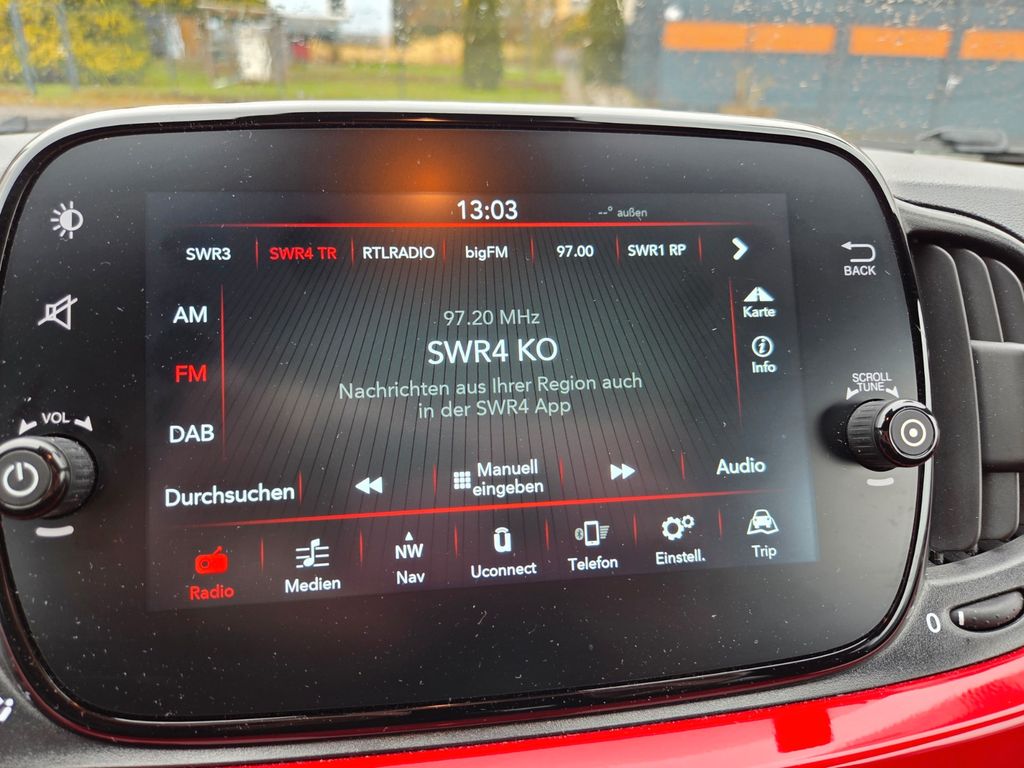 13:03
--° außen
SWR3 SWR4 TR RTLRADIO bigFM 97.00 SWR1 RP
BACK
AM
Karte
97.20 MHz
SWR4 KO
FM
Info
Nachrichten aus Ihrer Region auch
in der SWR4 App
SCROLL
TUNE
VOL
DAB
Durchsuchen
Manuell
eingeben
Audio
Radio
Medien
NW
Nav
Uconnect
Telefon
Einstell.
Trip
0